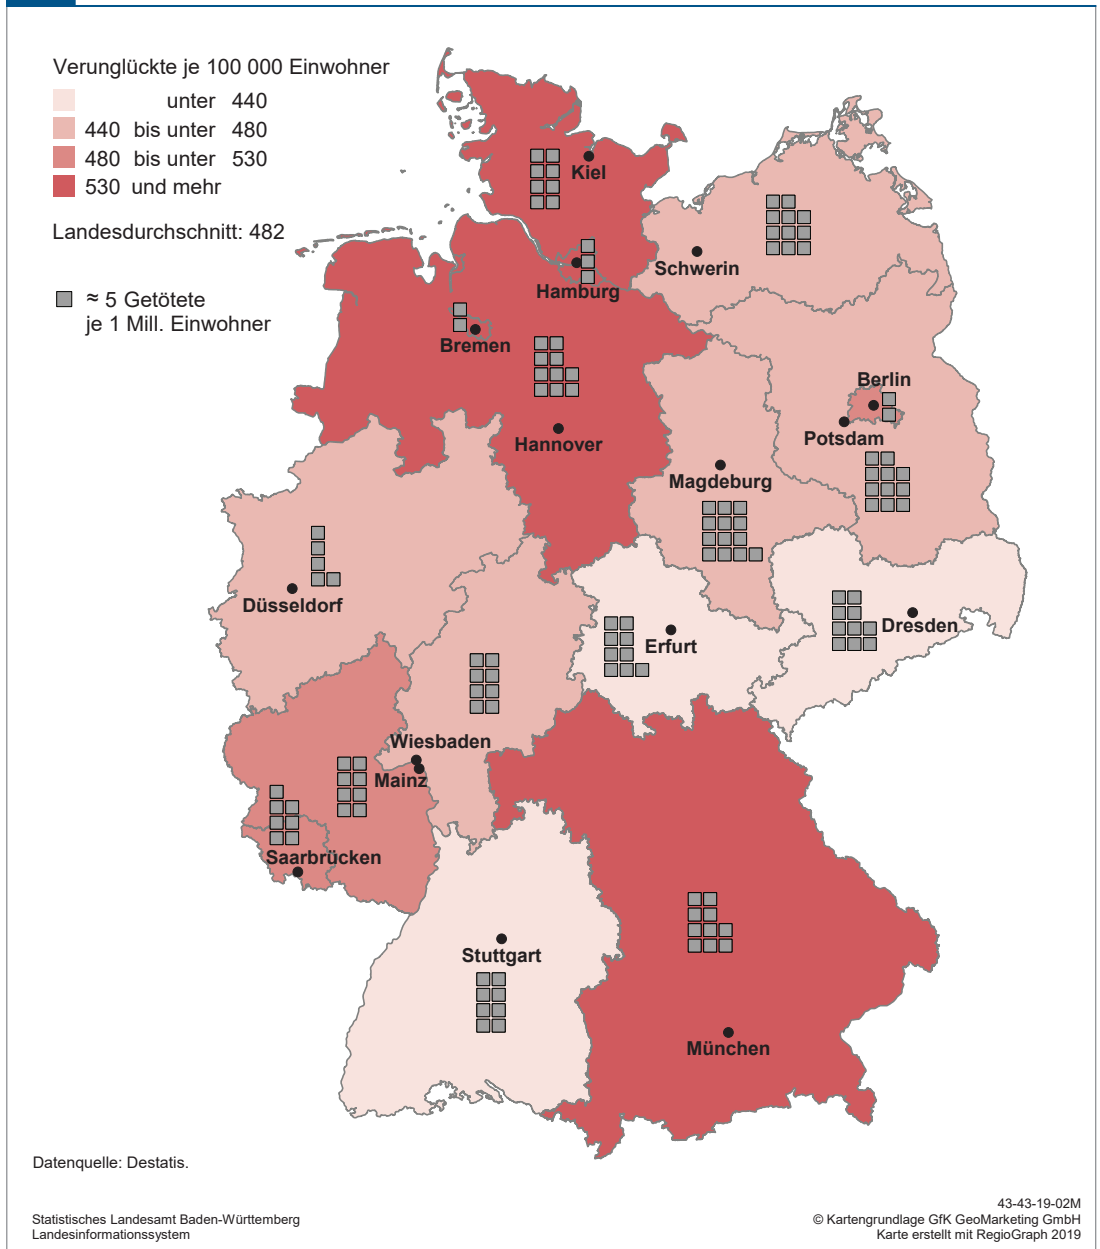 Verunglückte je 100 000 Einwohner
unter 440
440 bis unter 480
480 bis unter 530
530 und mehr
Landesdurchschnitt: 482
≈ 5 Getötete
je 1 Mill. Einwohner
Kiel
Schwerin
Hamburg
Bremen
Berlin
Potsdam
Hannover
Magdeburg
Düsseldorf
Dresden
Erfurt
Wiesbaden
Mainz
Saarbrücken
Stuttgart
München
Datenquelle: Destatis.
43-43-19-02M
Statistisches Landesamt Baden-Württemberg
© Kartengrundlage GfK GeoMarketing GmbH
Landesinformationssystem
Karte erstellt mit RegioGraph 2019